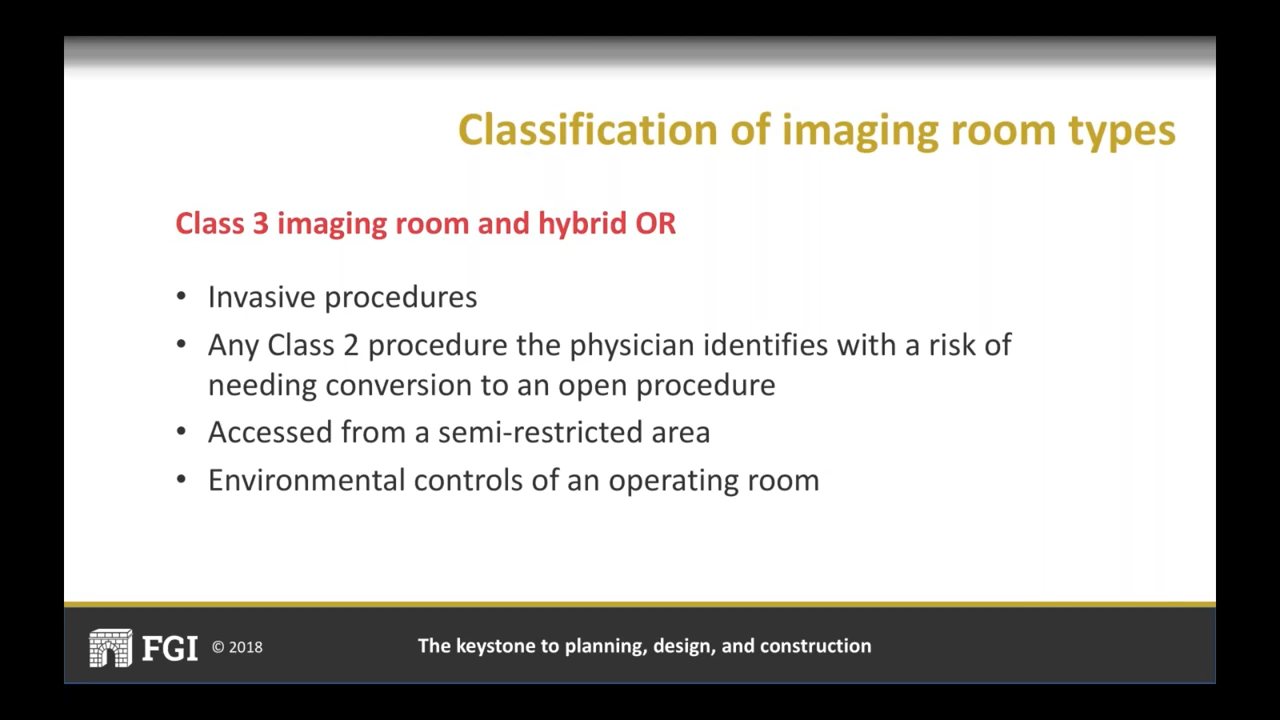 Classification of imaging room types
Class 3 imaging room and hybrid OR
• Invasive procedures
• Any Class 2 procedure the physician identifies with a risk of
needing conversion to an open procedure
• Accessed from a semi-restricted area
• Environmental controls of an operating room
FGI © 2018
The keystone to planning, design, and construction